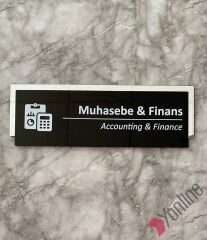 Muhasebe & Finans
Accounting & Finance
Yonline